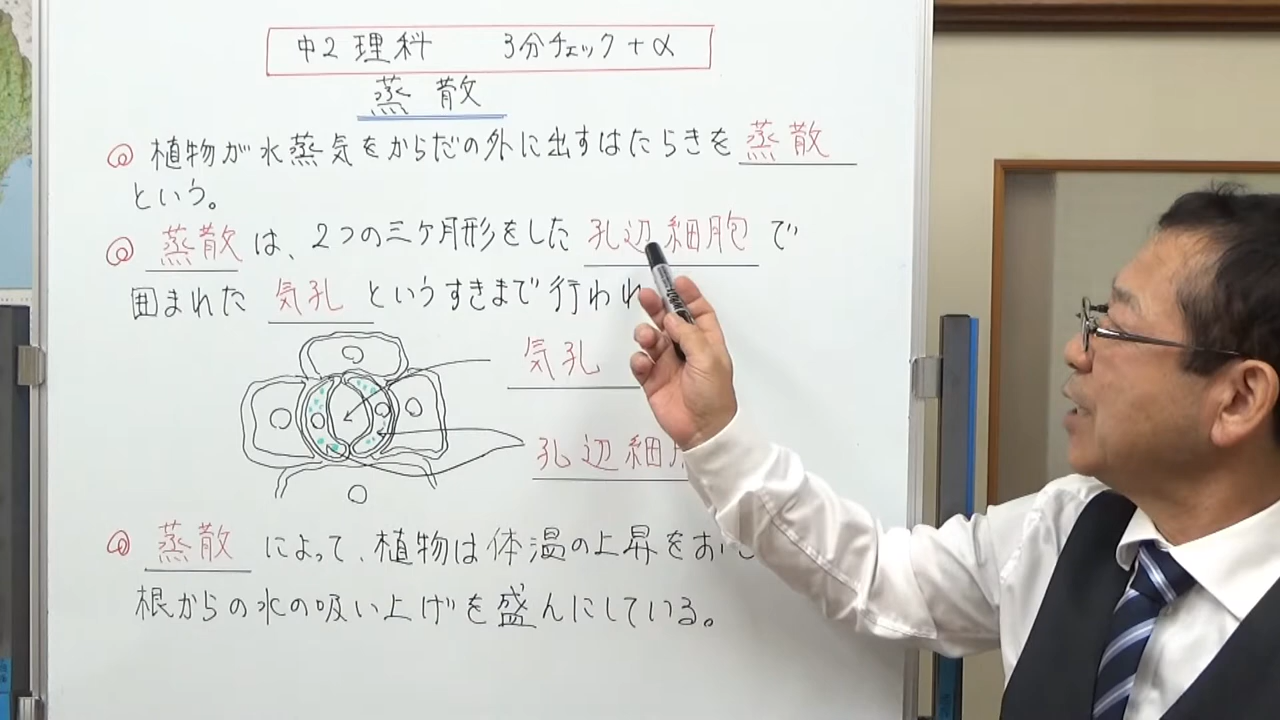 中2 理科 3分チェック+α
蒸散
◎ 植物が水蒸気をからだの外に出すはたらきを 蒸散
という。
◎ 蒸散 は、2つの三ヶ月形をした 孔辺細胞 で
囲まれた 気孔 というすきまで行われ
気孔
孔辺細
◎ 蒸散 によって、植物は体温の上昇をおい
根からの水の吸い上げを盛んにしている。